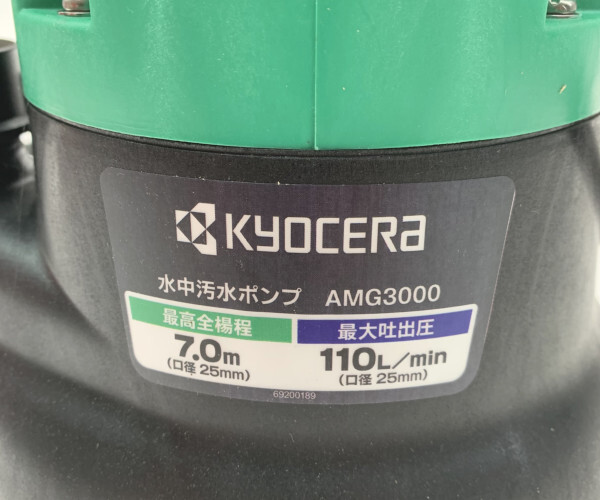 KYOCERA
水中汚水ポンプ AMG3000
最高全楊程
7.0m
(口径 25mm)
最大吐出圧
110L/min
(口径 25mm)
69200189